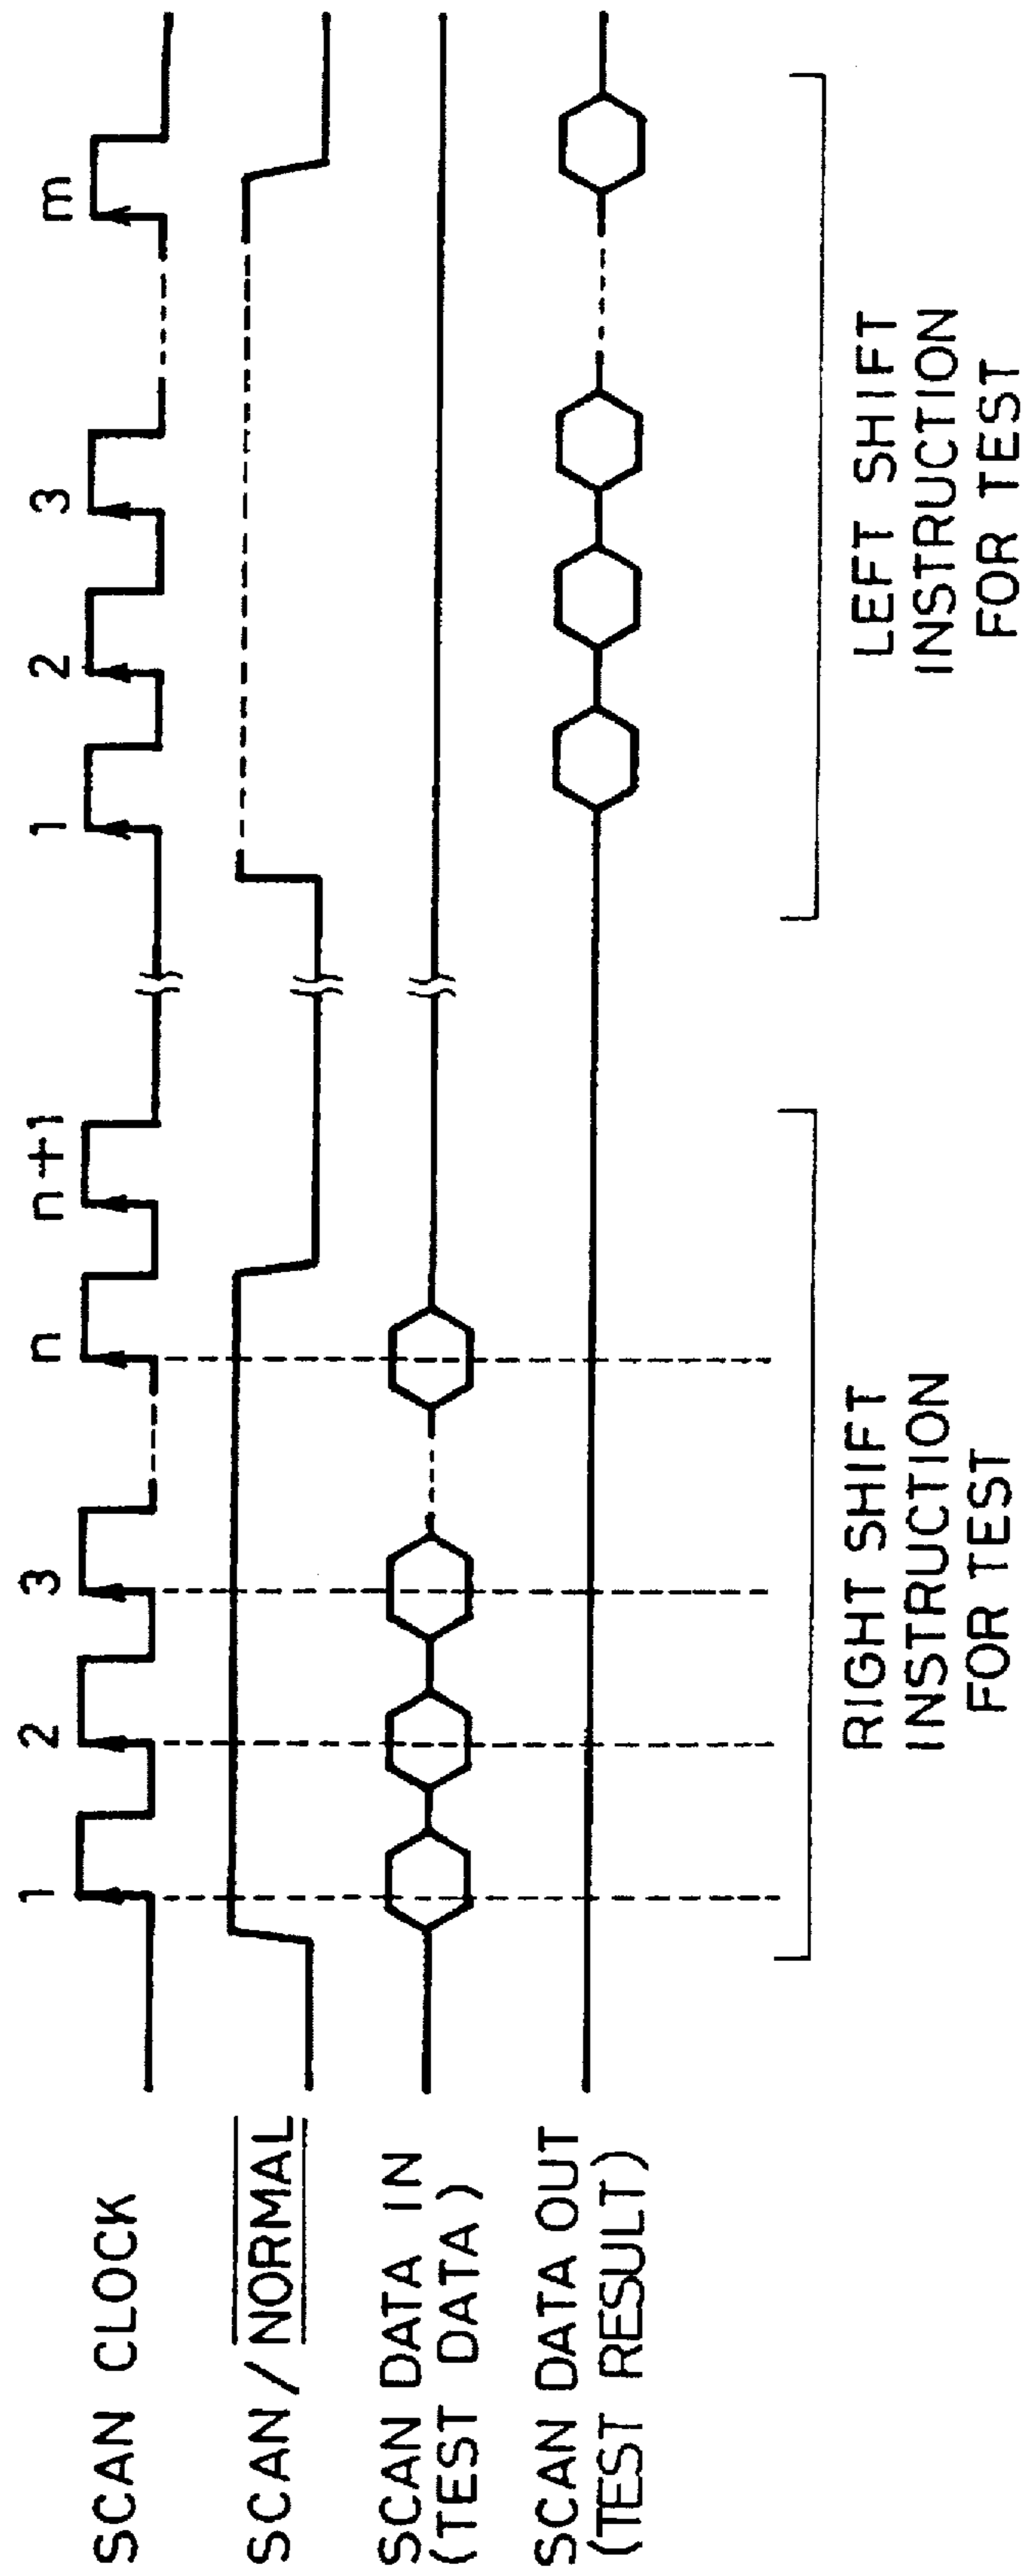 SCAN CLOCK
1 2 3 n n+1 1 2 3 m
SCAN / NORMAL
SCAN DATA IN
(TEST DATA)
SCAN DATA OUT
(TEST RESULT)
RIGHT SHIFT
INSTRUCTION
FOR TEST
LEFT SHIFT
INSTRUCTION
FOR TEST